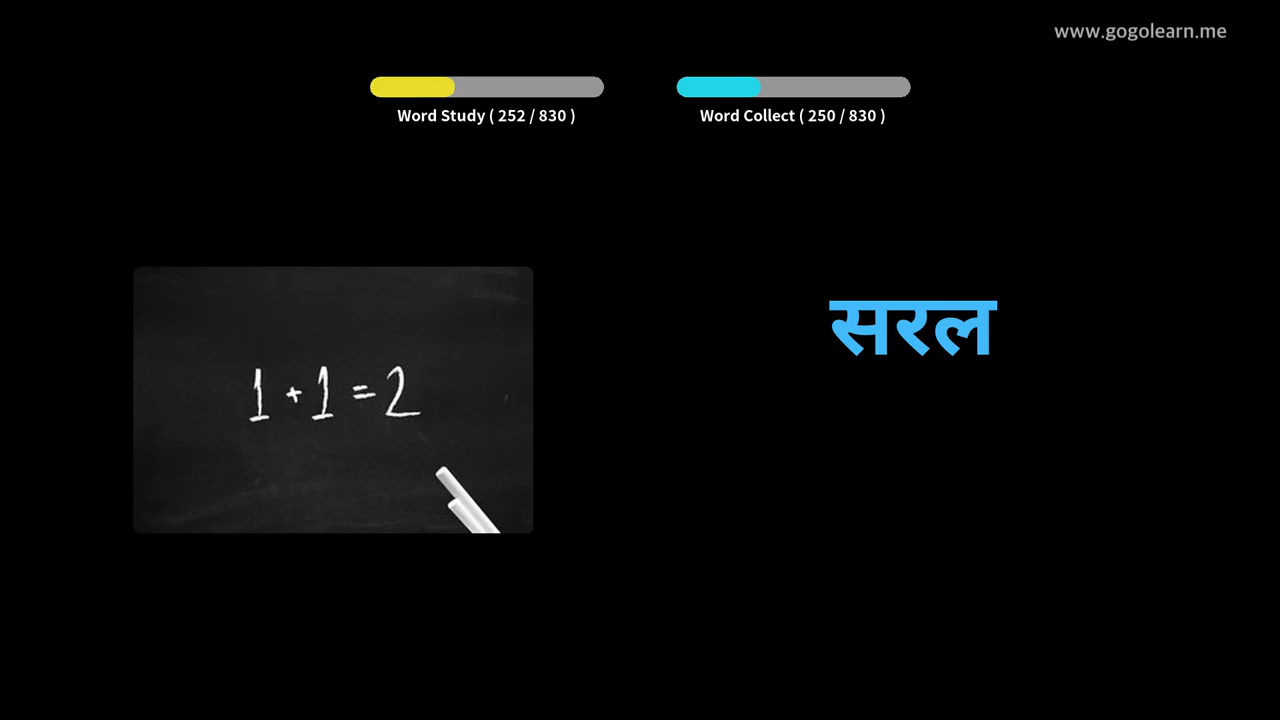 www.gogolearn.me
Word Study ( 252 / 830 )
Word Collect ( 250 / 830 )
सरल
1 + 1 = 2